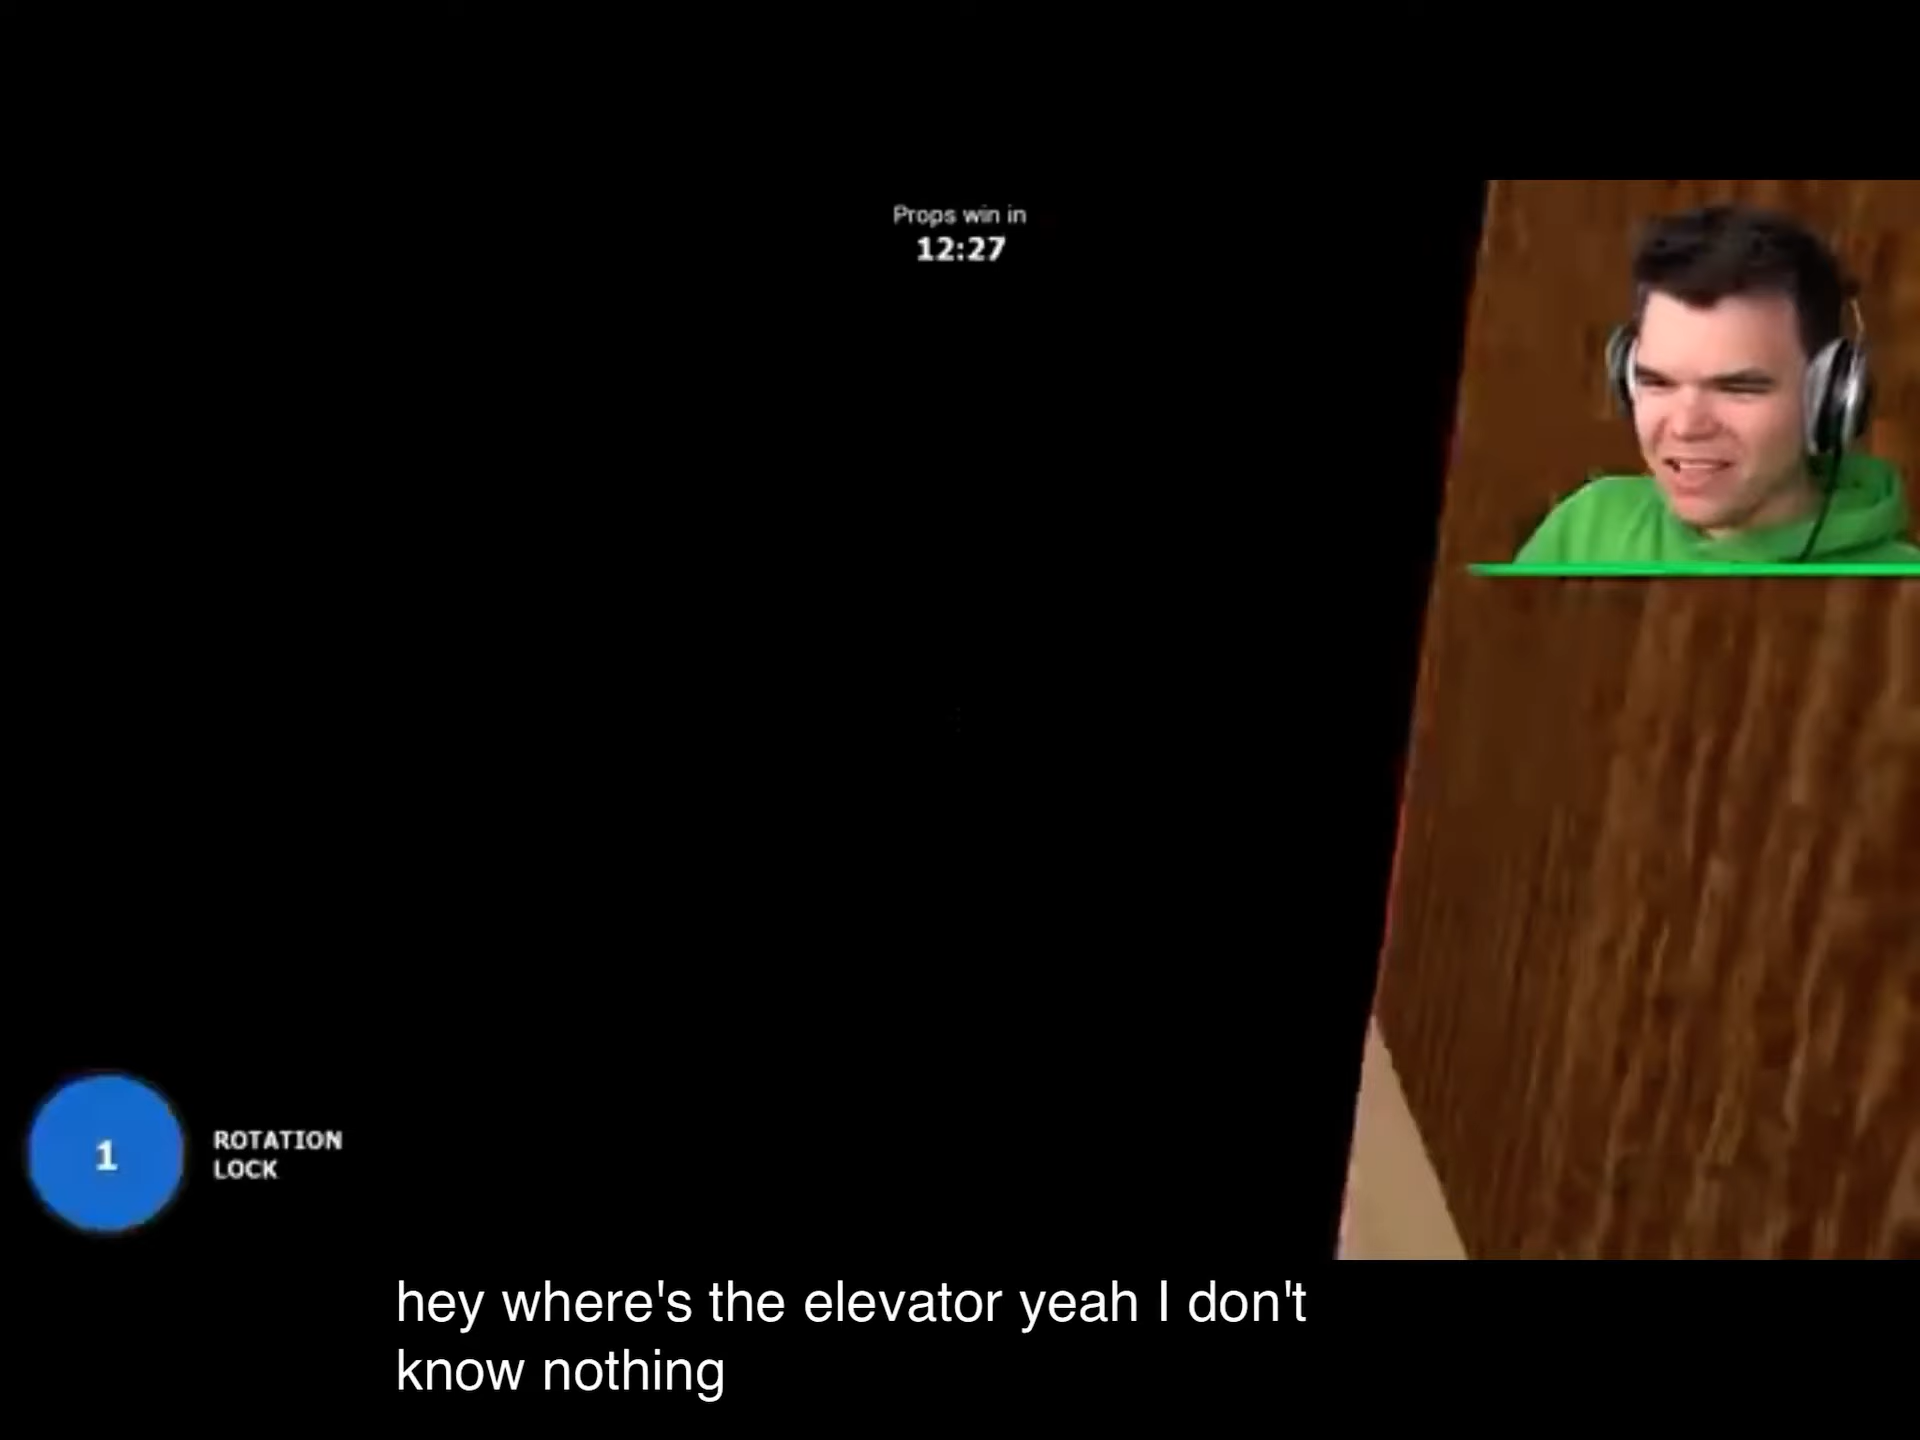 Props win in
12:27
1
ROTATION
LOCK
hey where's the elevator yeah I don't
know nothing